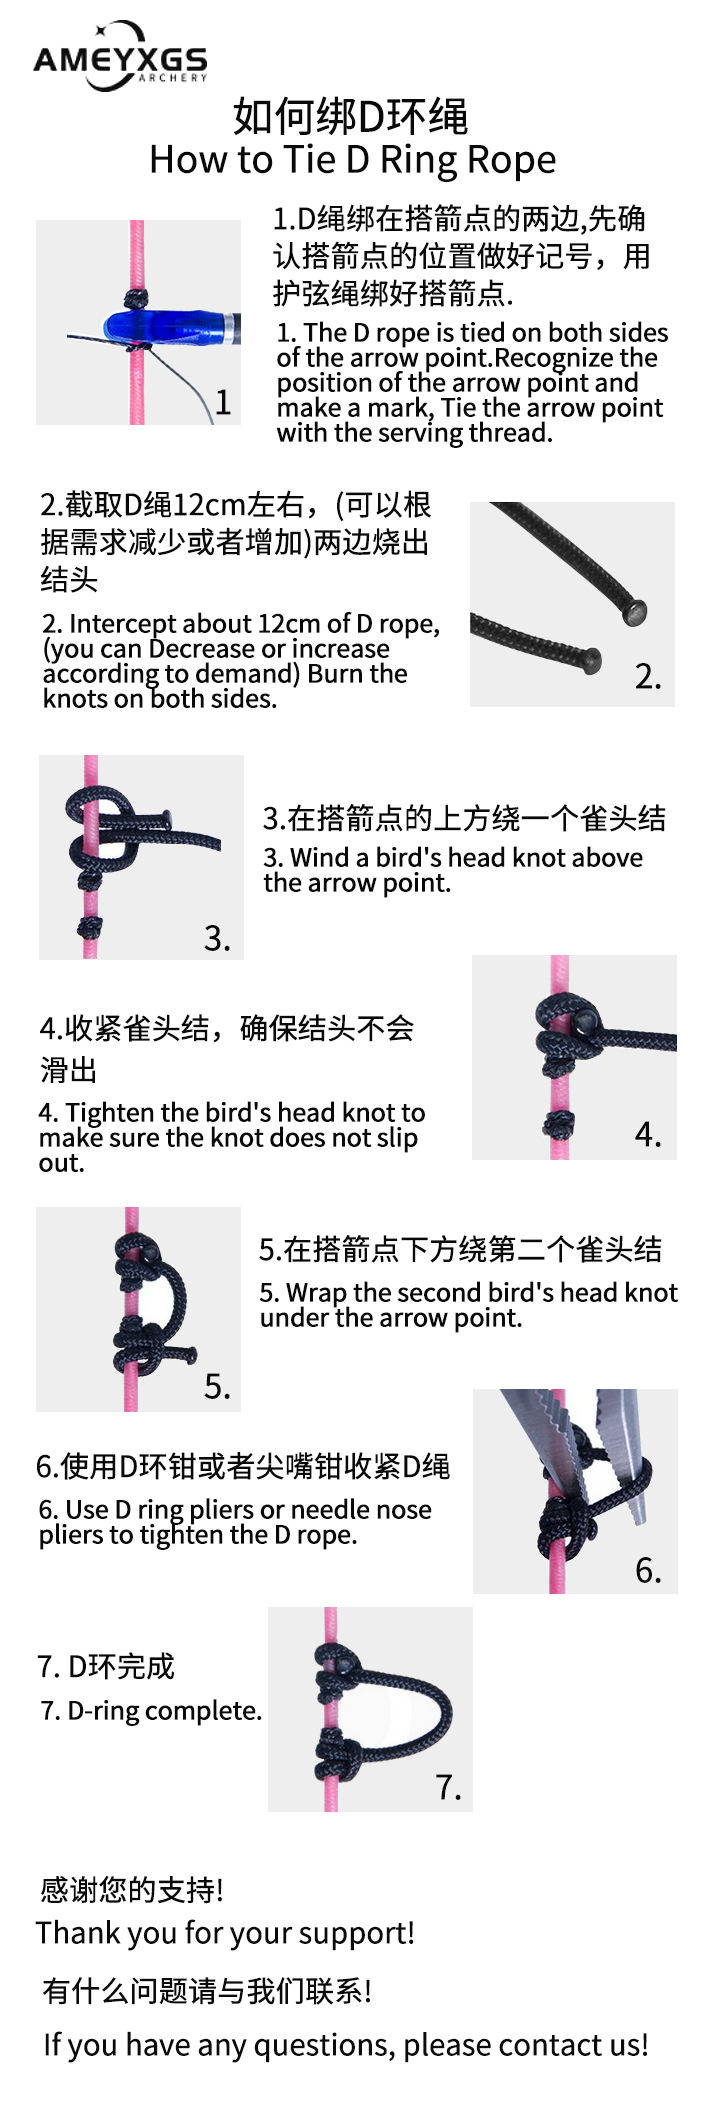 AMEYXGS
ARCHERY
如何绑D环绳
How to Tie D Ring Rope
1.D绳绑在搭箭点的两边,先确
认搭箭点的位置做好记号，用
护弦绳绑好搭箭点.
1. The D rope is tied on both sides
of the arrow point.Recognize the
position of the arrow point and
make a mark, Tie the arrow point
with the serving thread.
1
2.截取D绳12cm左右，(可以根
据需求减少或者增加)两边烧出
结头
2. Intercept about 12cm of D rope,
(you can Decrease or increase
according to demand) Burn the
knots on both sides.
2.
3.在搭箭点的上方绕一个雀头结
3. Wind a bird's head knot above
the arrow point.
3.
4.收紧雀头结，确保结头不会
滑出
4. Tighten the bird's head knot to
make sure the knot does not slip
out.
4.
5.在搭箭点下方绕第二个雀头结
5. Wrap the second bird's head knot
under the arrow point.
5.
6.使用D环钳或者尖嘴钳收紧D绳
6. Use D ring pliers or needle nose
pliers to tighten the D rope.
6.
7. D环完成
7. D-ring complete.
7.
感谢您的支持!
Thank you for your support!
有什么问题请与我们联系!
If you have any questions, please contact us!